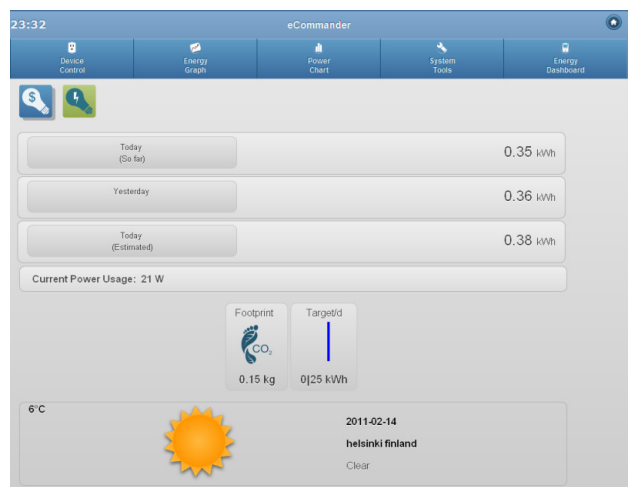 23:32
eCommander
Device
Control
Energy
Graph
Power
Chart
System
Tools
Energy
Dashboard
$
Today
(So far)
0.35 kWh
Yesterday
0.36 kWh
Today
(Estimated)
0.38 kWh
Current Power Usage: 21 W
Footprint
CO₂
0.15 kg
Target/d
0|25 kWh
6°C
2011-02-14
helsinki finland
Clear